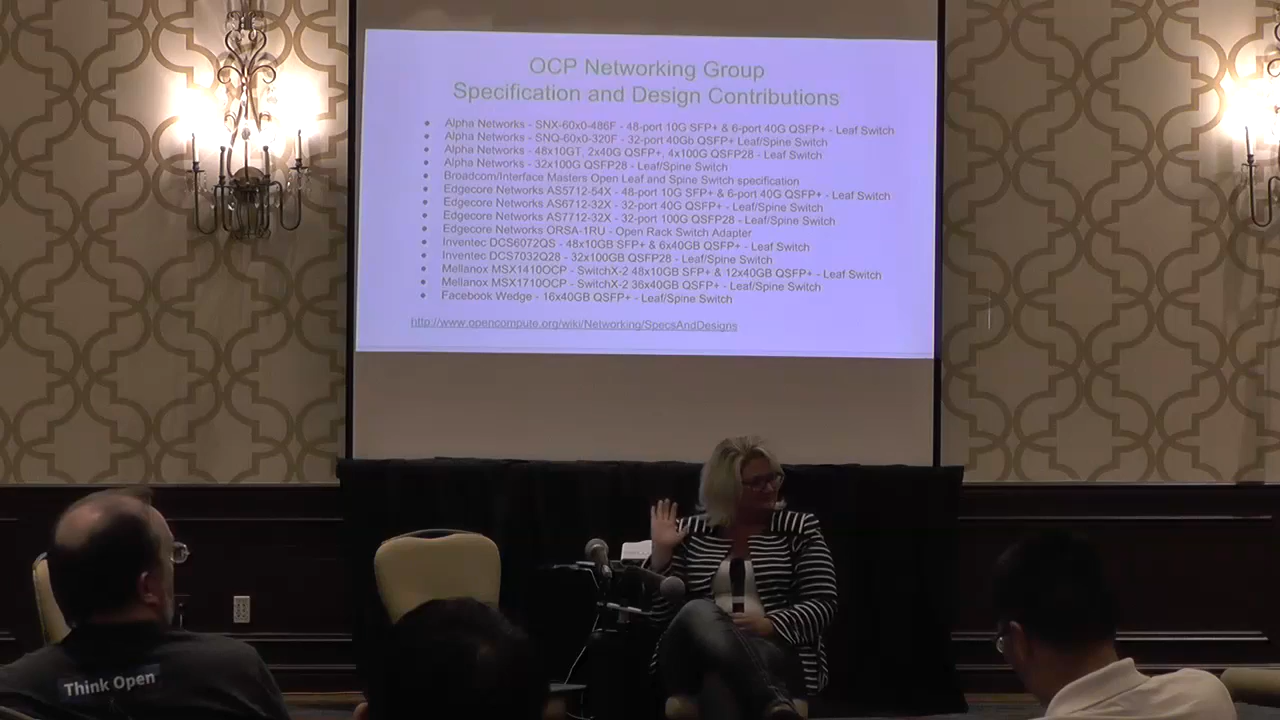 OCP Networking Group
Specification and Design Contributions
Alpha Networks - SNX-60x0-486F - 48-port 10G SFP+ & 6-port 40G QSFP+ - Leaf Switch
Alpha Networks - SNQ-60x0-320F - 32-port 40Gb QSFP+ Leaf/Spine Switch
Alpha Networks - 48x10GT, 2x40G QSFP+, 4x100G QSFP28 - Leaf Switch
Alpha Networks - 32x100G QSFP28 - Leaf/Spine Switch
Broadcom/Interface Masters Open Leaf and Spine Switch specification
Edgecore Networks AS5712-54X - 48-port 10G SFP+ & 6-port 40G QSFP+ - Leaf Switch
Edgecore Networks AS6712-32X - 32-port 40G QSFP+ - Leaf/Spine Switch
Edgecore Networks AS7712-32X - 32-port 100G QSFP28 - Leaf/Spine Switch
Edgecore Networks ORSA-1RU - Open Rack Switch Adapter
Inventec DCS6072QS - 48x10GB SFP+ & 6x40GB QSFP+ - Leaf Switch
Inventec DCS7032Q28 - 32x100GB QSFP28 - Leaf/Spine Switch
Mellanox MSX1410OCP - SwitchX-2 48x10GB SFP+ & 12x40GB QSFP+ - Leaf Switch
Mellanox MSX1710OCP - SwitchX-2 36x40GB QSFP+ - Leaf/Spine Switch
Facebook Wedge - 16x40GB QSFP+ - Leaf/Spine Switch
http://www.opencompute.org/wiki/Networking/SpecsAndDesigns
Think Open